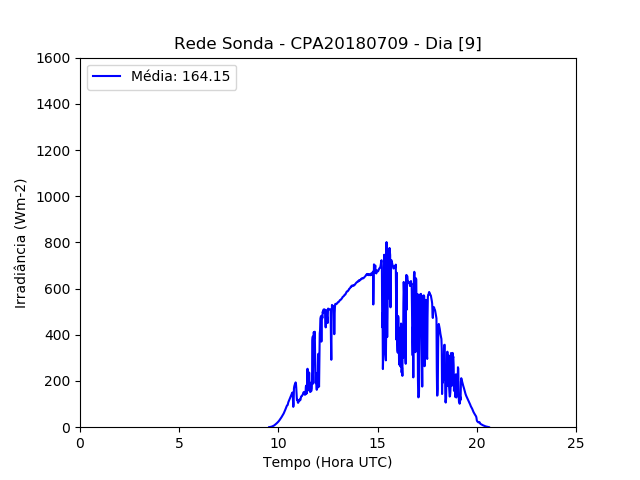 Rede Sonda - CPA20180709 - Dia [9]
Média: 164.15
1600
1400
1200
1000
800
600
400
200
0
Irradiância (Wm-2)
0 5 10 15 20 25
Tempo (Hora UTC)